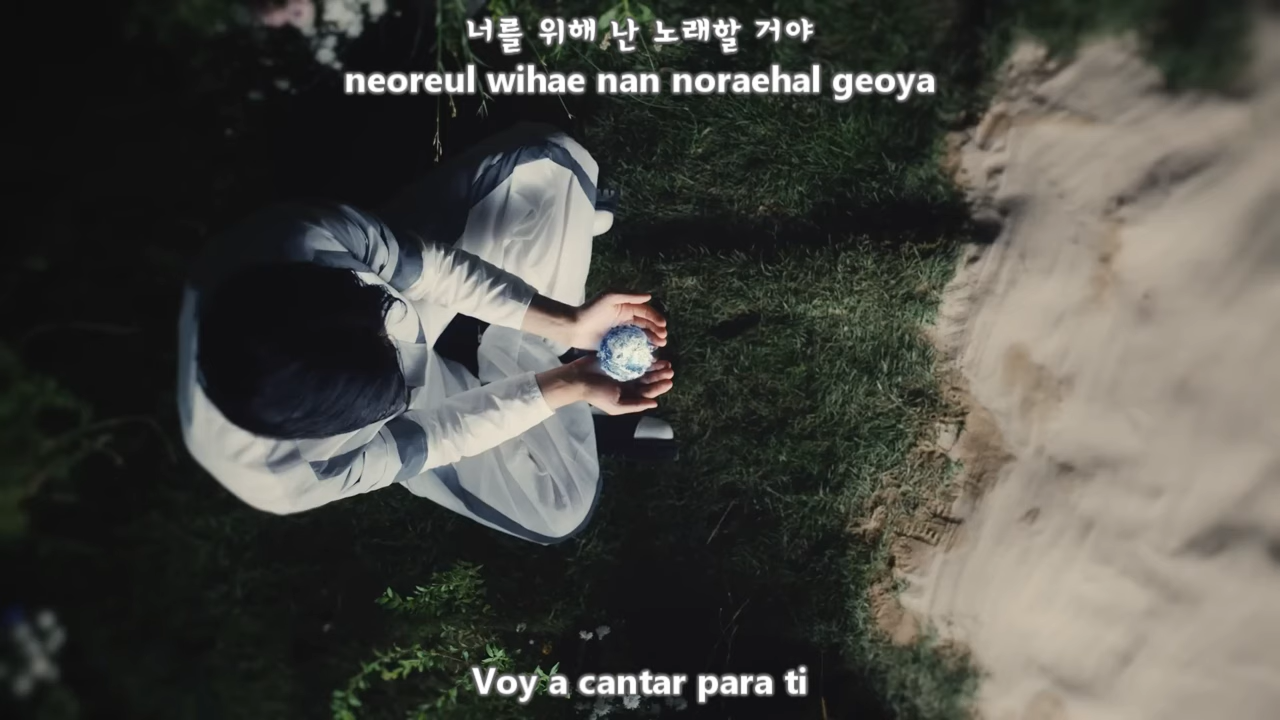 너를 위해 난 노래할 거야
neoreul wihae nan noraehal geoya
Voy a cantar para ti